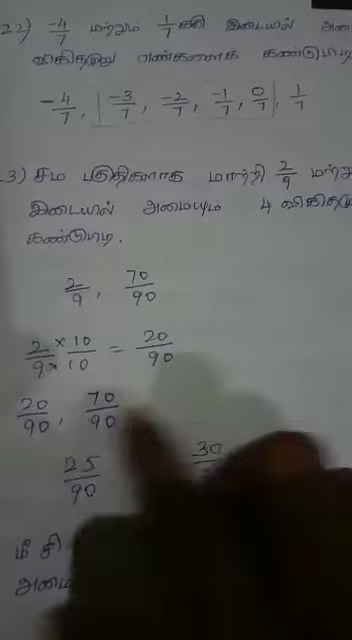 22) -4/7 மற்றும் 1/7 க்கு இடையில்
விகிதமுறு எண்களைக் கண்டுபிடி
-4/7, | -3/7, -2/7, -1/7, 0/7 |, 1/7
3) சம பகுதிகளாக மாற்றி 2/9
இடையில் அமையும் 4
கண்டுபிடி.
2/9, 70/90
2/9 × 10/10 = 20/90
20/90, 70/90
25/90 30
மீ சி